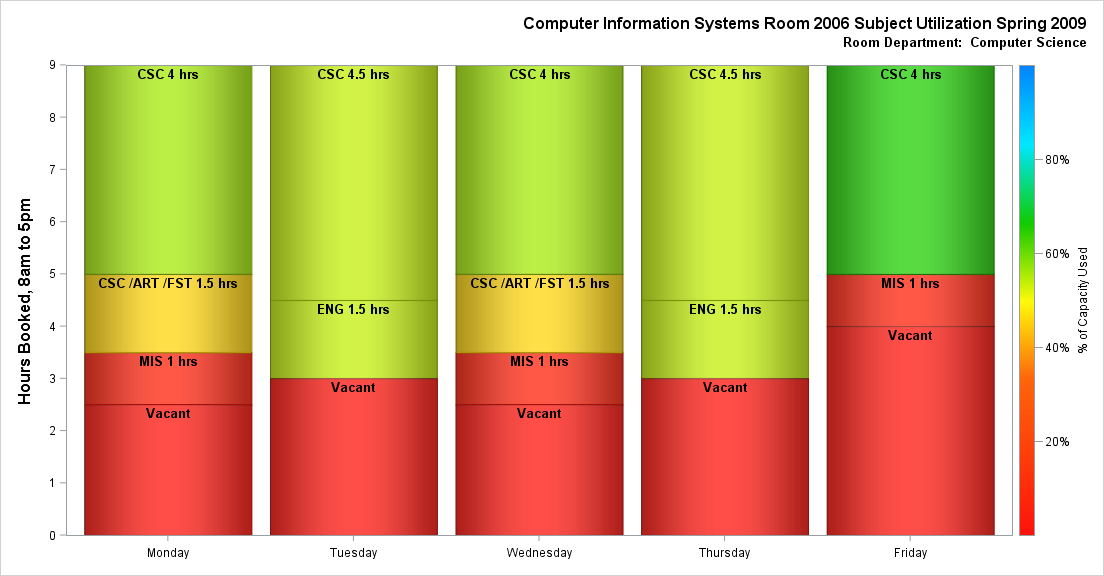 Computer Information Systems Room 2006 Subject Utilization Spring 2009
Room Department: Computer Science
Hours Booked, 8am to 5pm
9
8
7
6
5
4
3
2
1
0
CSC 4 hrs
CSC /ART /FST 1.5 hrs
MIS 1 hrs
Vacant
CSC 4.5 hrs
ENG 1.5 hrs
Vacant
CSC 4 hrs
CSC /ART /FST 1.5 hrs
MIS 1 hrs
Vacant
CSC 4.5 hrs
ENG 1.5 hrs
Vacant
CSC 4 hrs
MIS 1 hrs
Vacant
Monday
Tuesday
Wednesday
Thursday
Friday
80%
60%
40%
20%
% of Capacity Used